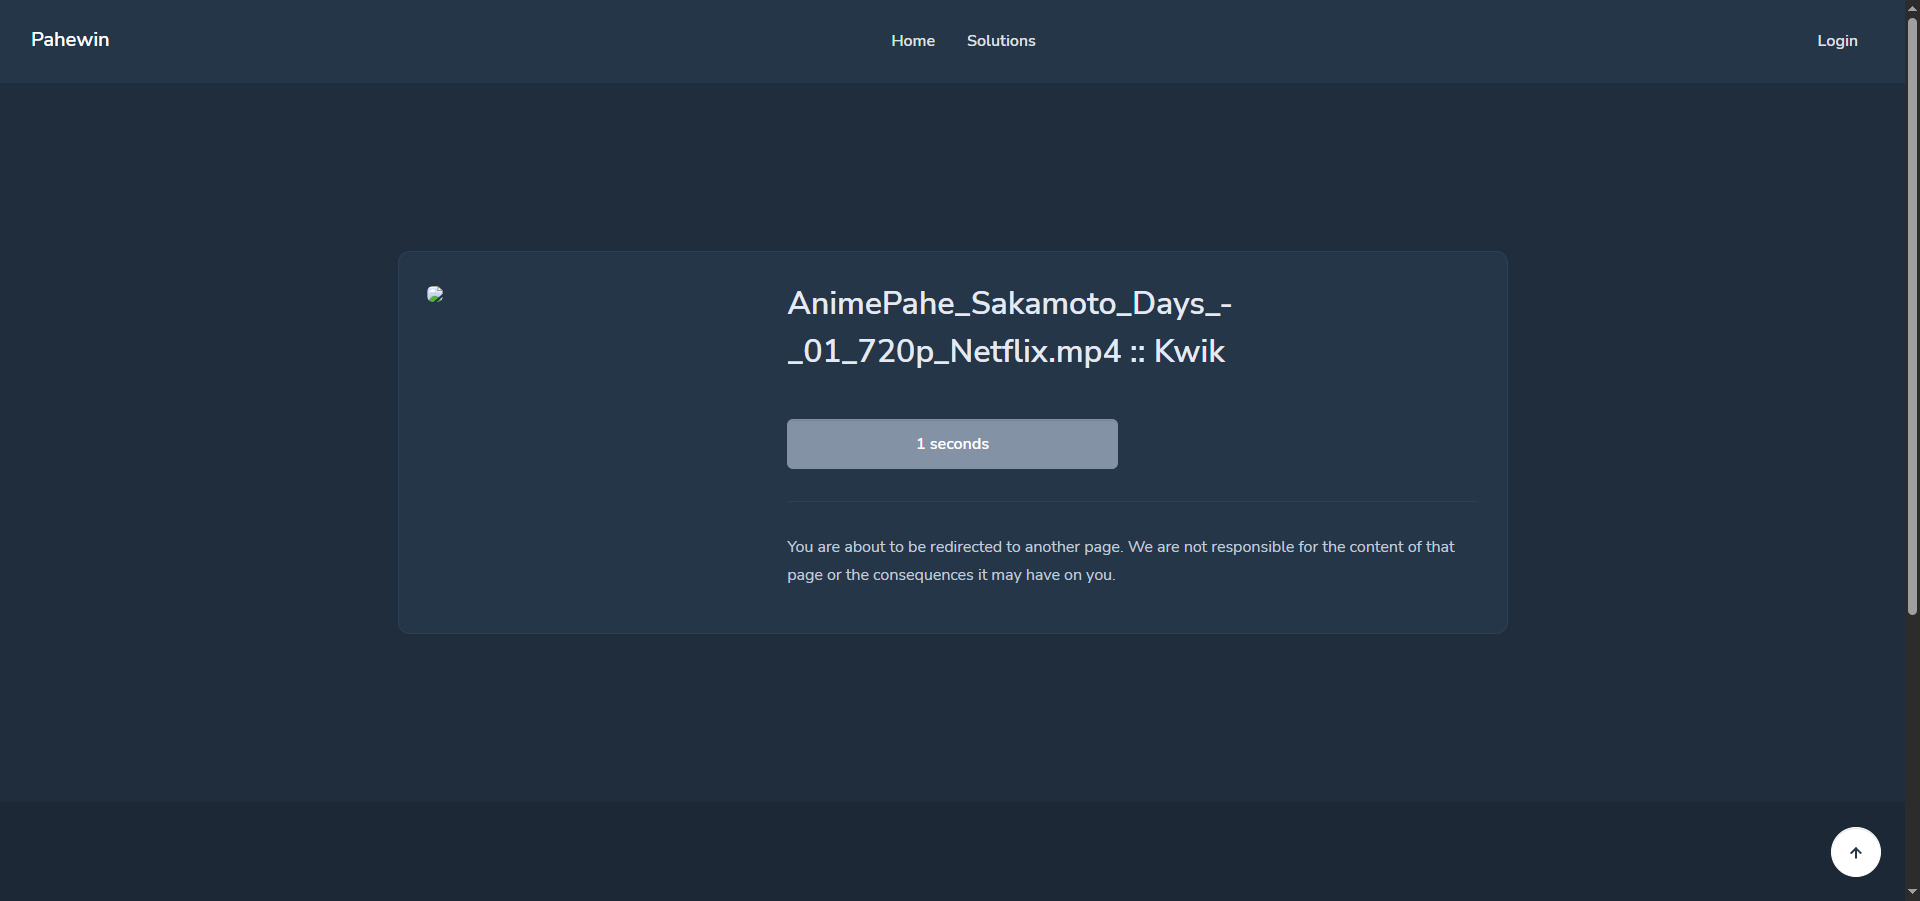 Pahewin
Home
Solutions
Login
AnimePahe_Sakamoto_Days_-
_01_720p_Netflix.mp4 :: Kwik
1 seconds
You are about to be redirected to another page. We are not responsible for the content of that
page or the consequences it may have on you.